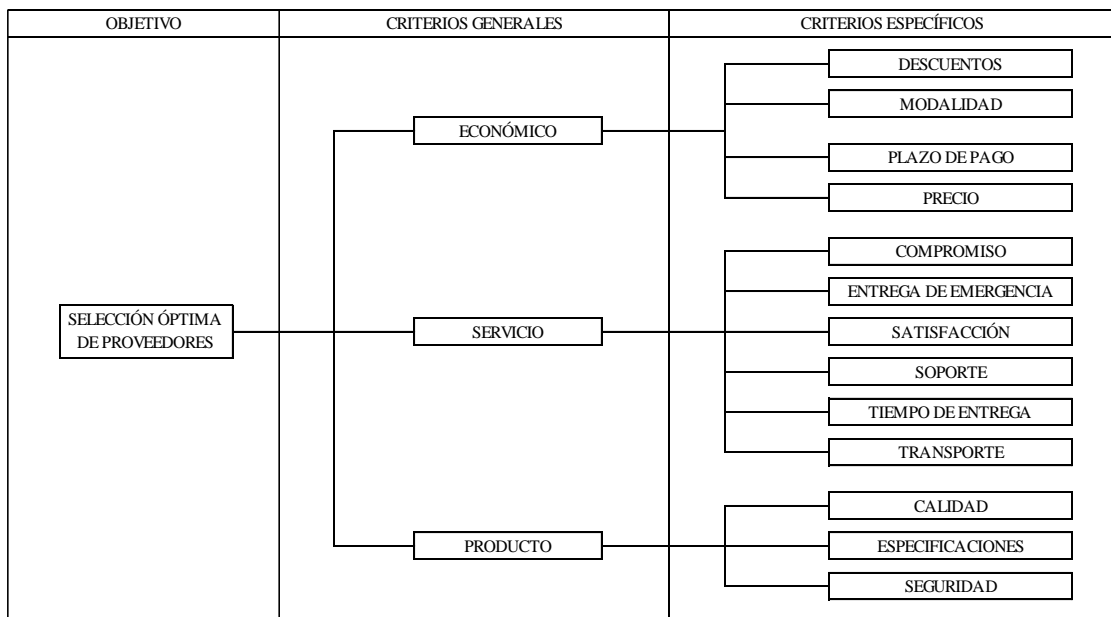 OBJETIVO
CRITERIOS GENERALES
CRITERIOS ESPECÍFICOS
SELECCIÓN ÓPTIMA
DE PROVEEDORES
ECONÓMICO
DESCUENTOS
MODALIDAD
PLAZO DE PAGO
PRECIO
SERVICIO
COMPROMISO
ENTREGA DE EMERGENCIA
SATISFACCIÓN
SOPORTE
TIEMPO DE ENTREGA
TRANSPORTE
PRODUCTO
CALIDAD
ESPECIFICACIONES
SEGURIDAD